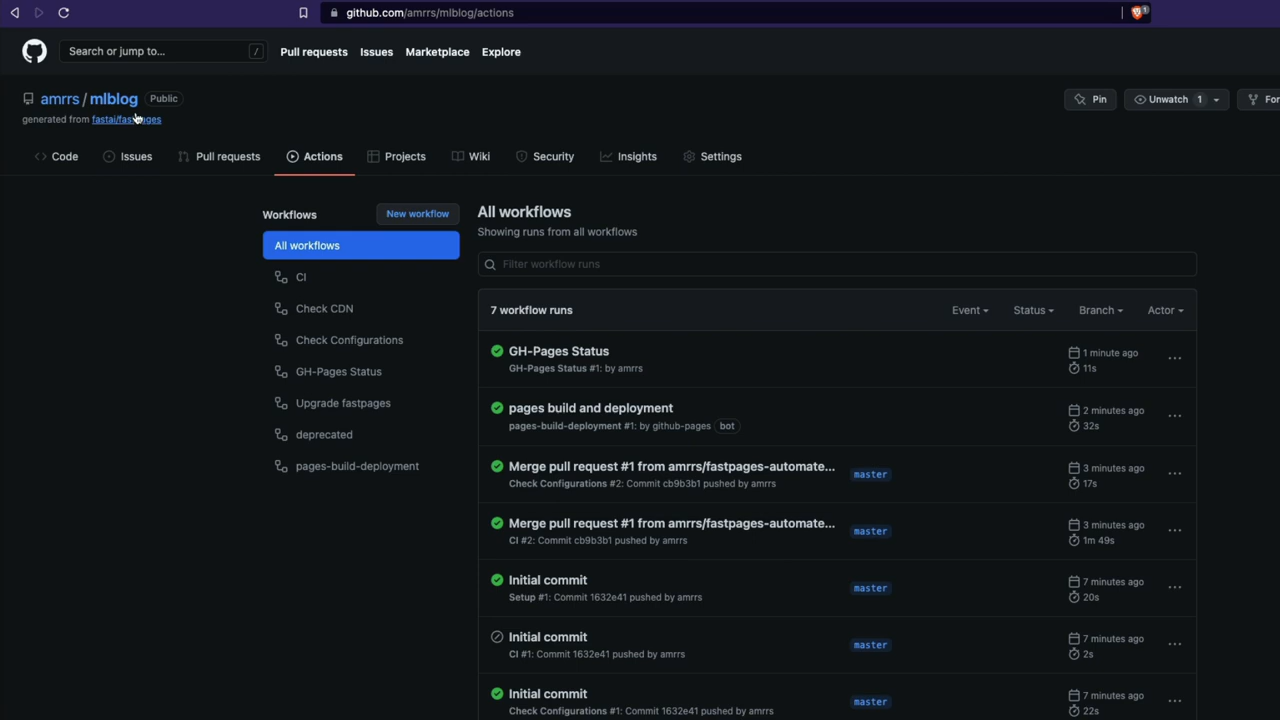 github.com/amrrs/mlblog/actions
1
Search or jump to... /
Pull requests Issues Marketplace Explore
amrrs / mlblog Public
Pin Unwatch 1 For
generated from
Code Issues Pull requests Actions Projects Wiki Security Insights Settings
Workflows New workflow
All workflows
CI
Check CDN
Check Configurations
GH-Pages Status
Upgrade fastpages
deprecated
pages-build-deployment
All workflows
Showing runs from all workflows
Filter workflow runs
7 workflow runs Event Status Branch Actor
GH-Pages Status 1 minute ago
GH-Pages Status #1: by amrrs 11s
pages build and deployment 2 minutes ago
pages-build-deployment #1: by github-pages bot 32s
Merge pull request #1 from amrrs/fastpages-automate... master 3 minutes ago
Check Configurations #2: Commit cb9b3b1 pushed by amrrs 17s
Merge pull request #1 from amrrs/fastpages-automate... master 3 minutes ago
CI #2: Commit cb9b3b1 pushed by amrrs 1m 49s
Initial commit master 7 minutes ago
Setup #1: Commit 1632e41 pushed by amrrs 20s
Initial commit master 7 minutes ago
CI #1: Commit 1632e41 pushed by amrrs 2s
Initial commit master 7 minutes ago
Check Configurations #1: Commit 1632e41 pushed by amrrs 22s